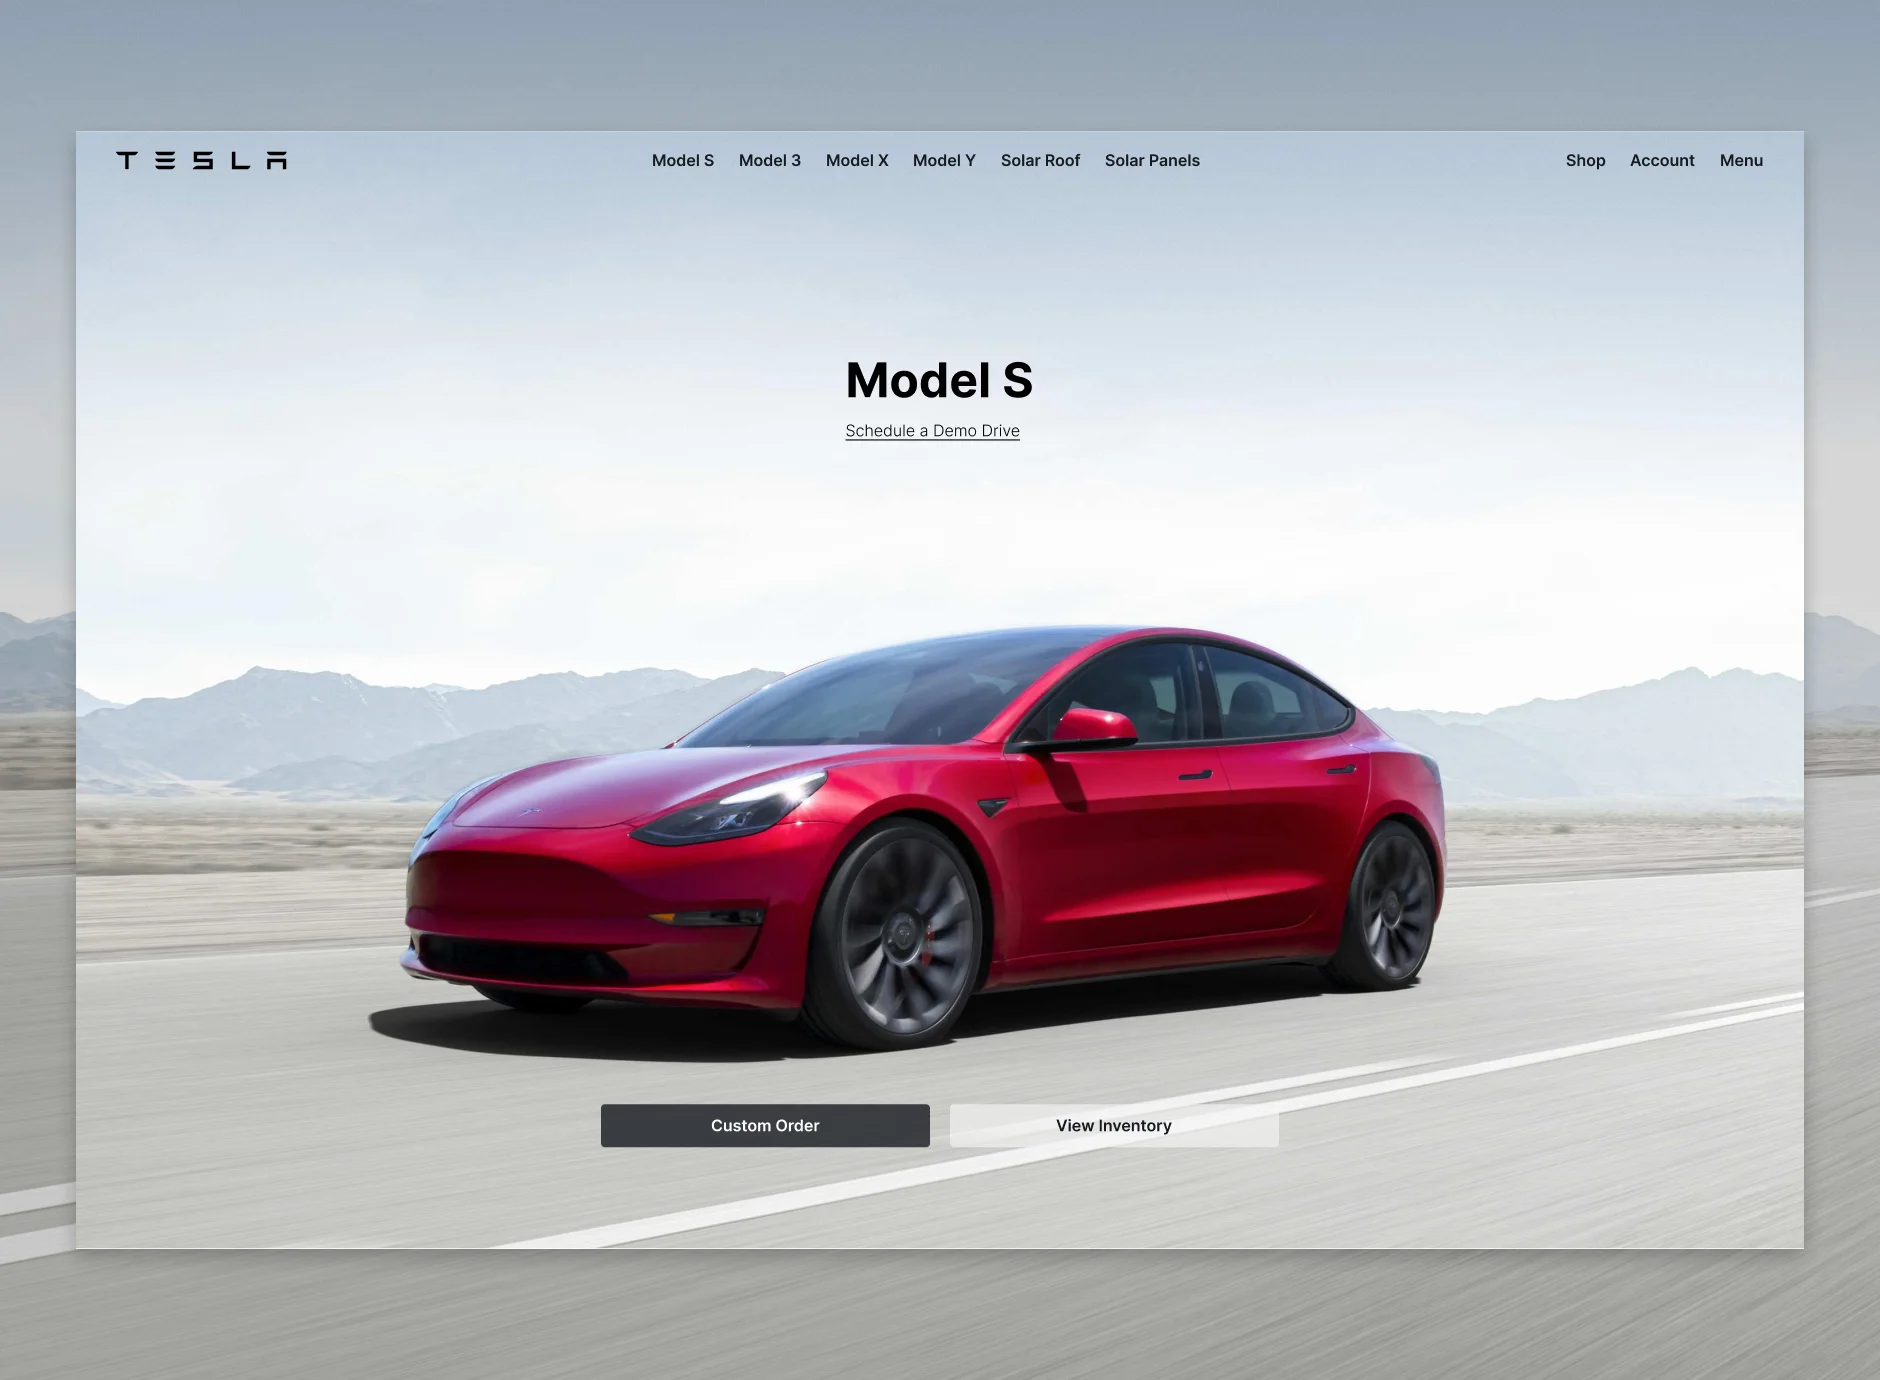 TESLA
Model S Model 3 Model X Model Y Solar Roof Solar Panels
Shop Account Menu
Model S
Schedule a Demo Drive
Custom Order
View Inventory